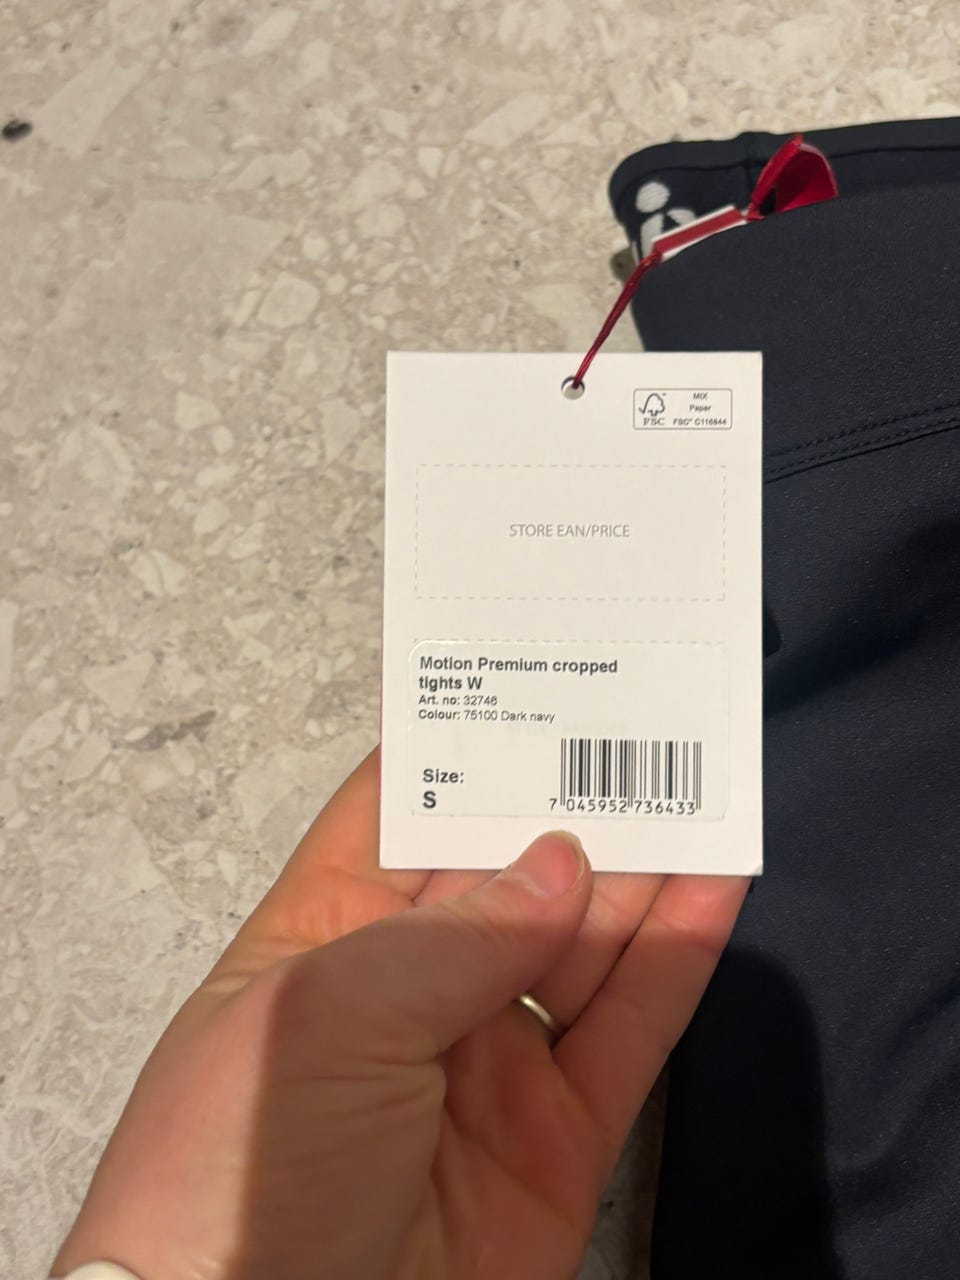 MIX
Paper
FSC
FSC® C116844
STORE EAN/PRICE
Motion Premium cropped
tights W
Art. no: 32746
Colour: 75100 Dark navy
Size:
S
7 045952 736433